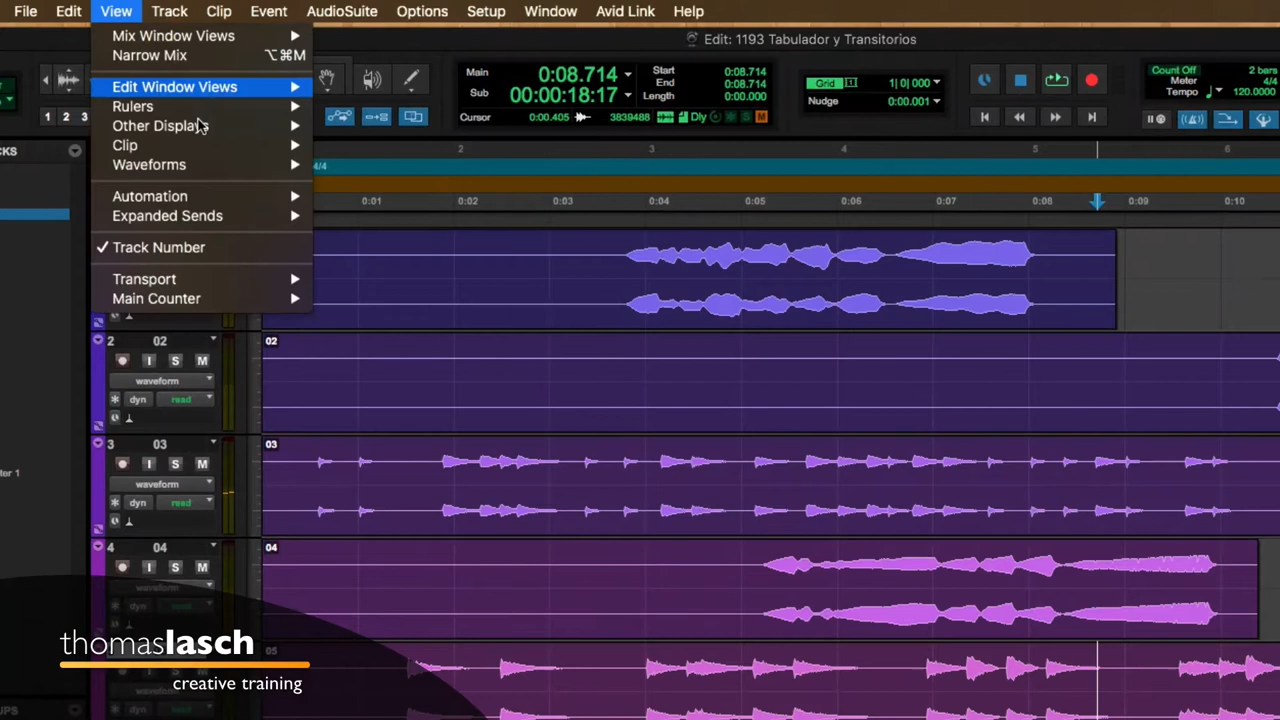 File Edit View Track Clip Event AudioSuite Options Setup Window Avid Link Help
Mix Window Views
Narrow Mix ⌥⌘M
Edit Window Views
Rulers
Other Displays
Clip
Waveforms
Automation
Expanded Sends
✓ Track Number
Transport
Main Counter
Edit: 1193 Tabulador y Transitorios
Main 0:08.714
Sub 00:00:18:17
Cursor 0:00.405 3839488 Dly
Start 0:08.714
End 0:08.714
Length 0:00.000
Grid 1| 0| 000
Nudge 0:00.001
Count Off 2 bars
Meter 4/4
Tempo 120.0000
1 2 3
CKS
2 3 4 5 6
4/4
0:01 0:02 0:03 0:04 0:05 0:06 0:07 0:08 0:09 0:10
2 02
I S M
waveform
dyn read
02
3 03
I S M
waveform
dyn read
03
4 04
I S M
waveform
dyn read
04
ter 1
05
I S M
UPS
thomaslasch
creative training